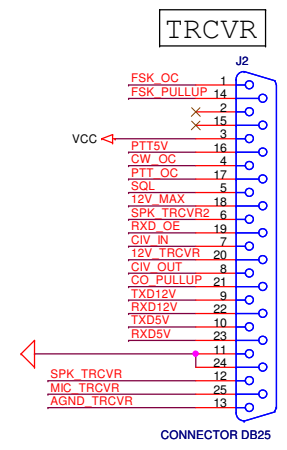 TRCVR
J2
FSK_OC 1
FSK_PULLUP 14
2
15
VCC 3
PTT5V 16
CW_OC 4
PTT_OC 17
SQL 5
12V_MAX 18
SPK_TRCVR2 6
RXD_OE 19
CIV_IN 7
12V_TRCVR 20
CIV_OUT 8
CO_PULLUP 21
TXD12V 9
RXD12V 22
TXD5V 10
RXD5V 23
11
24
SPK_TRCVR 12
MIC_TRCVR 25
AGND_TRCVR 13
CONNECTOR DB25